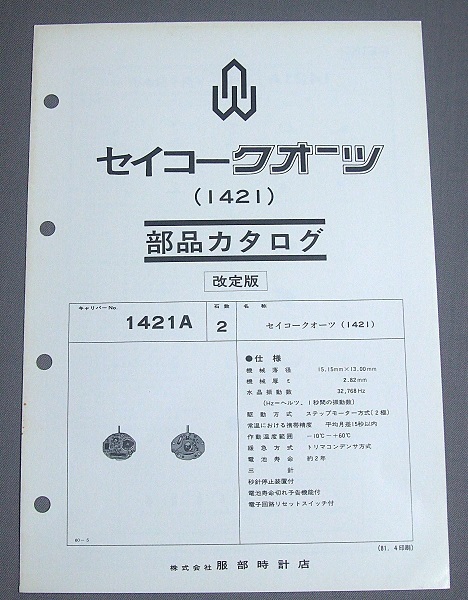 セイコークオーツ
(1421)
部品カタログ
改定版
キャリバーNo. 石数 名称
1421A 2 セイコークオーツ(1421)
●仕様
機械薄径 15.15mm×13.00mm
機械厚さ 2.82mm
水晶振動数 32,768Hz
(Hz=ヘルツ、1秒間の振動数)
駆動方式 ステップモーター方式(2極)
常温における携帯精度 平均月差15秒以内
作動温度範囲 −10℃〜+60℃
緩急方式 トリマコンデンサ方式
電池寿命 約2年
三針
秒針停止装置付
電池寿命切れ予告機能付
電子回路リセットスイッチ付
80-5
(81.4印刷)
株式会社 服部時計店